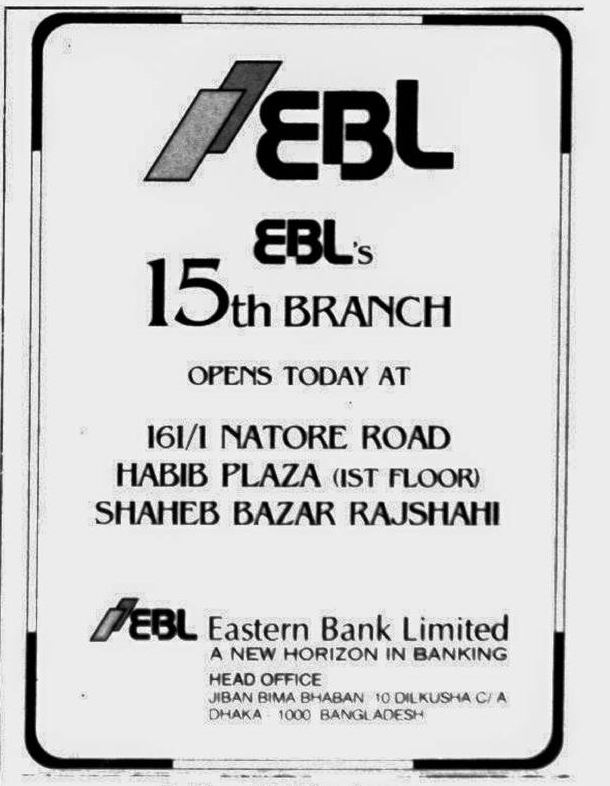 EBL
EBL's
15th BRANCH
OPENS TODAY AT
161/1 NATORE ROAD
HABIB PLAZA (1ST FLOOR)
SHAHEB BAZAR RAJSHAHI
EBL Eastern Bank Limited
A NEW HORIZON IN BANKING
HEAD OFFICE
JIBAN BIMA BHABAN 10 DILKUSHA C/A
DHAKA - 1000 BANGLADESH